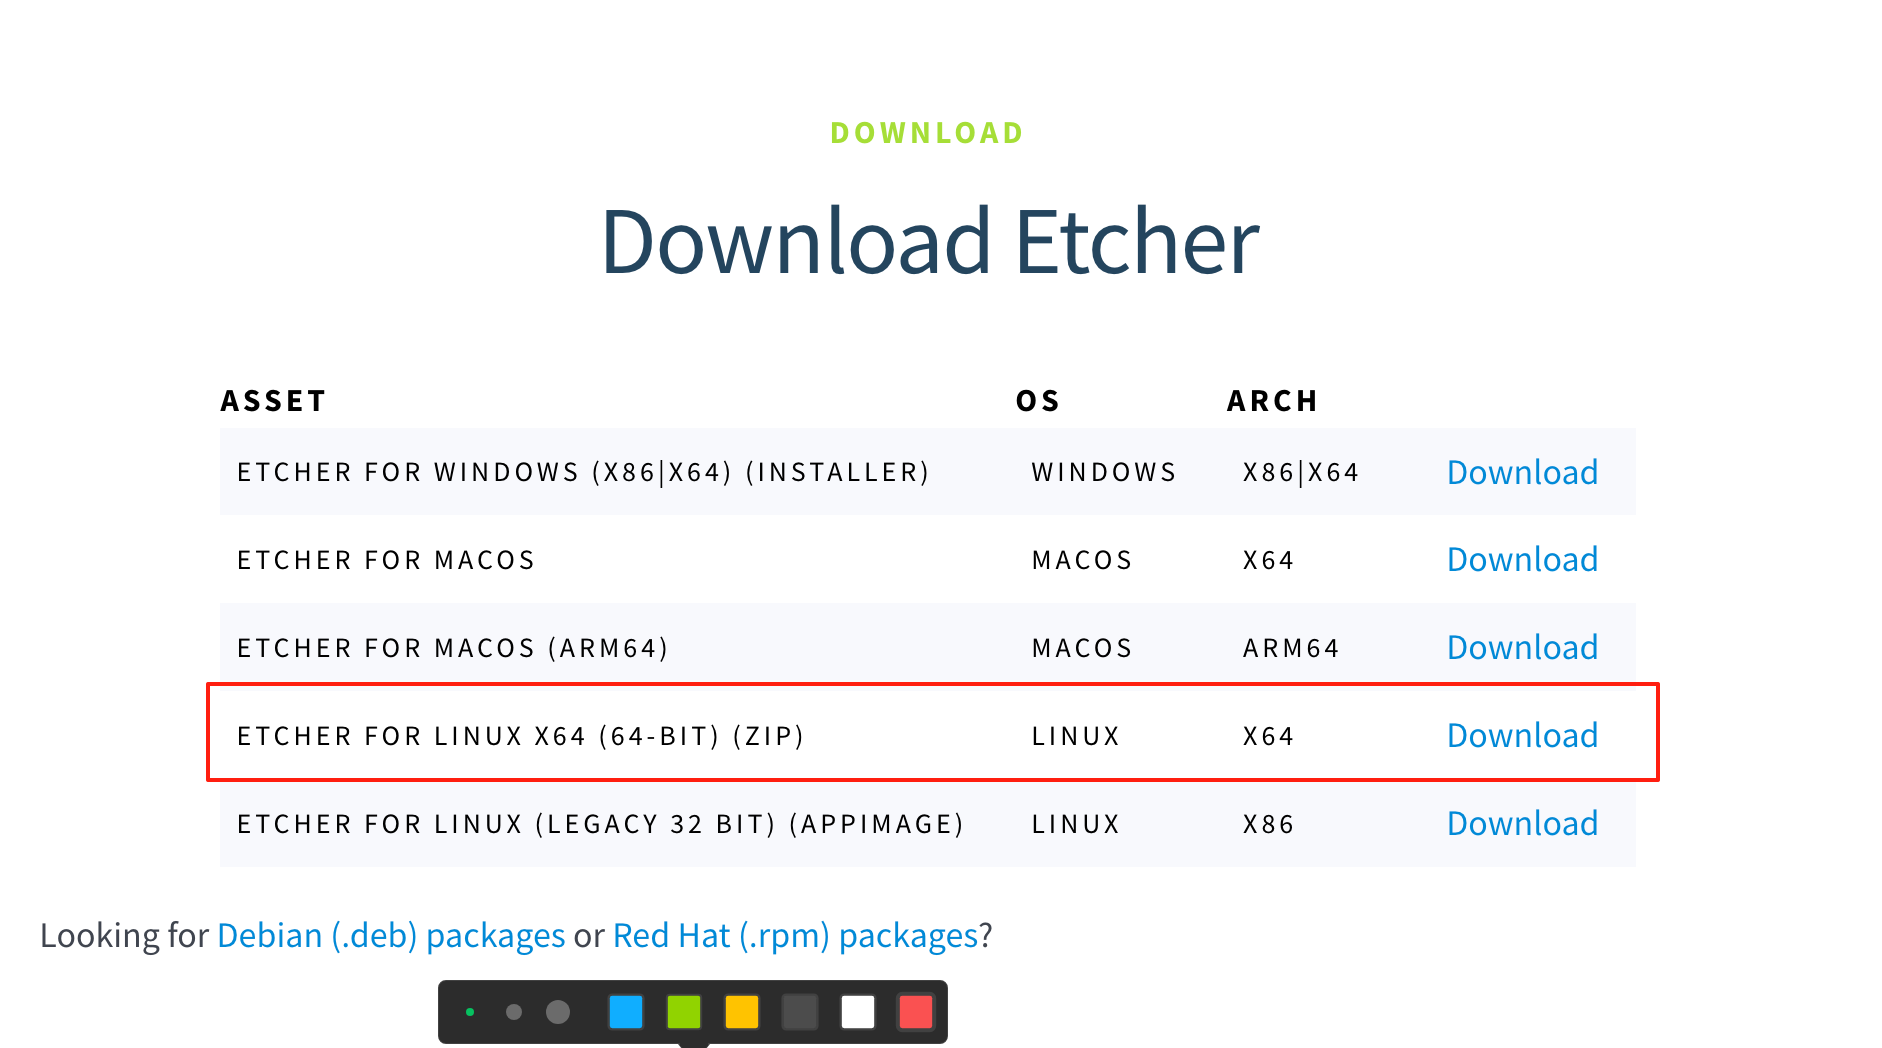 DOWNLOAD
Download Etcher
ASSET OS ARCH
ETCHER FOR WINDOWS (X86|X64) (INSTALLER) WINDOWS X86|X64 Download
ETCHER FOR MACOS MACOS X64 Download
ETCHER FOR MACOS (ARM64) MACOS ARM64 Download
ETCHER FOR LINUX X64 (64-BIT) (ZIP) LINUX X64 Download
ETCHER FOR LINUX (LEGACY 32 BIT) (APPIMAGE) LINUX X86 Download
Looking for Debian (.deb) packages or Red Hat (.rpm) packages?